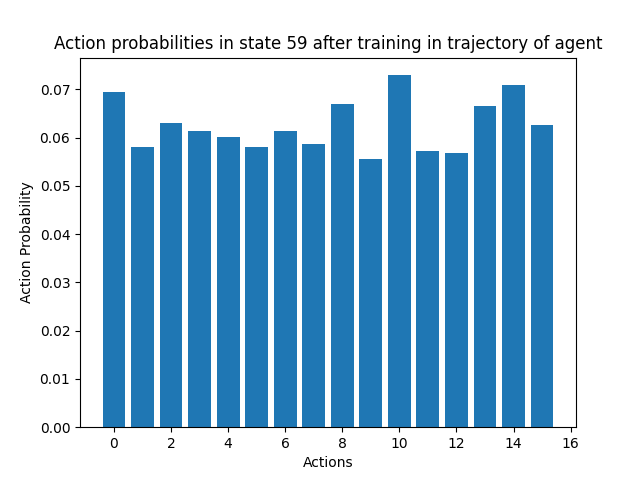 Action probabilities in state 59 after training in trajectory of agent
0.07
0.06
0.05
0.04
0.03
0.02
0.01
0.00
Action Probability
0 2 4 6 8 10 12 14 16
Actions